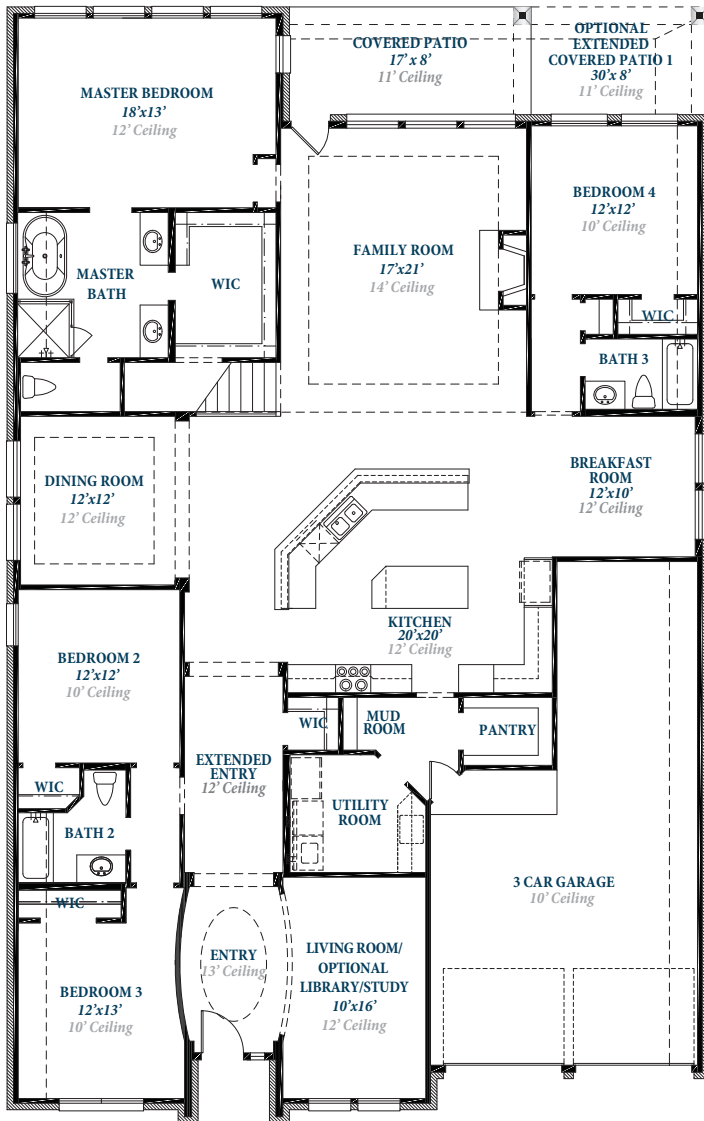 COVERED PATIO
17' x 8'
11' Ceiling
OPTIONAL
EXTENDED
COVERED PATIO 1
30'x 8'
11' Ceiling
MASTER BEDROOM
18'x13'
12' Ceiling
BEDROOM 4
12'x12'
10' Ceiling
FAMILY ROOM
17'x21'
14' Ceiling
MASTER
BATH
WIC
WIC
BATH 3
DINING ROOM
12'x12'
12' Ceiling
BREAKFAST
ROOM
12'x10'
12' Ceiling
KITCHEN
20'x20'
12' Ceiling
BEDROOM 2
12'x12'
10' Ceiling
WIC
MUD
ROOM
PANTRY
EXTENDED
ENTRY
12' Ceiling
WIC
BATH 2
UTILITY
ROOM
3 CAR GARAGE
10' Ceiling
WIC
ENTRY
13' Ceiling
LIVING ROOM/
OPTIONAL
LIBRARY/STUDY
10'x16'
12' Ceiling
BEDROOM 3
12'x13'
10' Ceiling